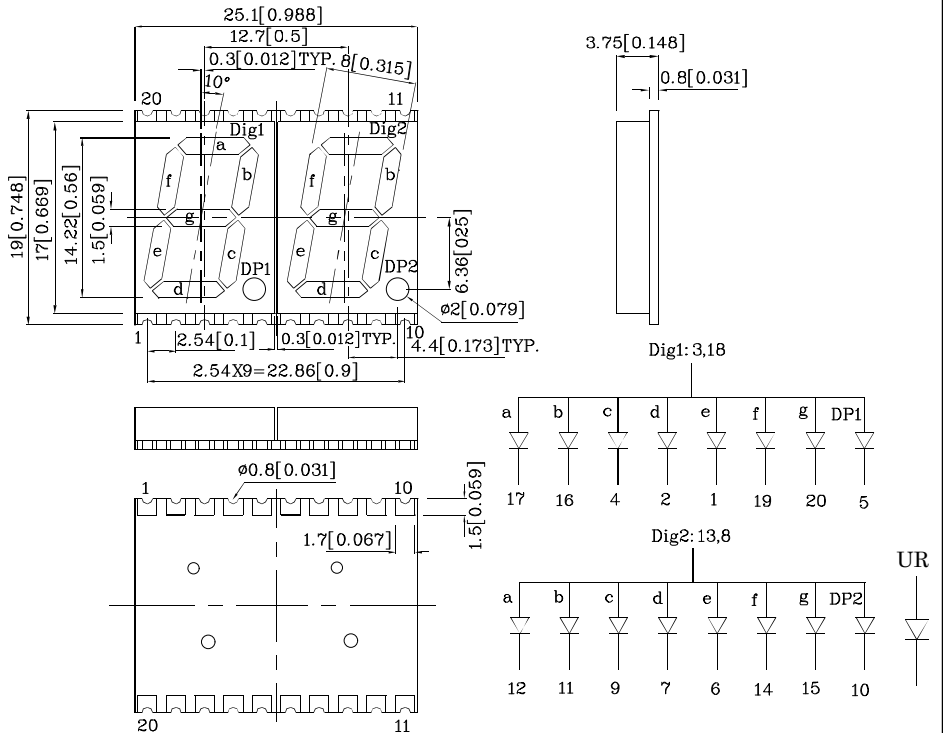 25.1[0.988]
12.7[0.5]
0.3[0.012]TYP. 8[0.315]
10°
20
11
Dig1
Dig2
a
f
b
g
e
c
d
DP1
f
b
g
e
c
d
DP2
19[0.748]
17[0.669]
14.22[0.56]
1.5[0.059]
6.36[025]
ø2[0.079]
1
10
2.54[0.1]
0.3[0.012]TYP.
4.4[0.173]TYP.
2.54X9=22.86[0.9]
3.75[0.148]
0.8[0.031]
Dig1:3,18
a b c d e f g DP1
17 16 4 2 1 19 20 5
Dig2:13,8
a b c d e f g DP2
12 11 9 7 6 14 15 10
UR
1
ø0.8[0.031]
10
1.5[0.059]
1.7[0.067]
20
11